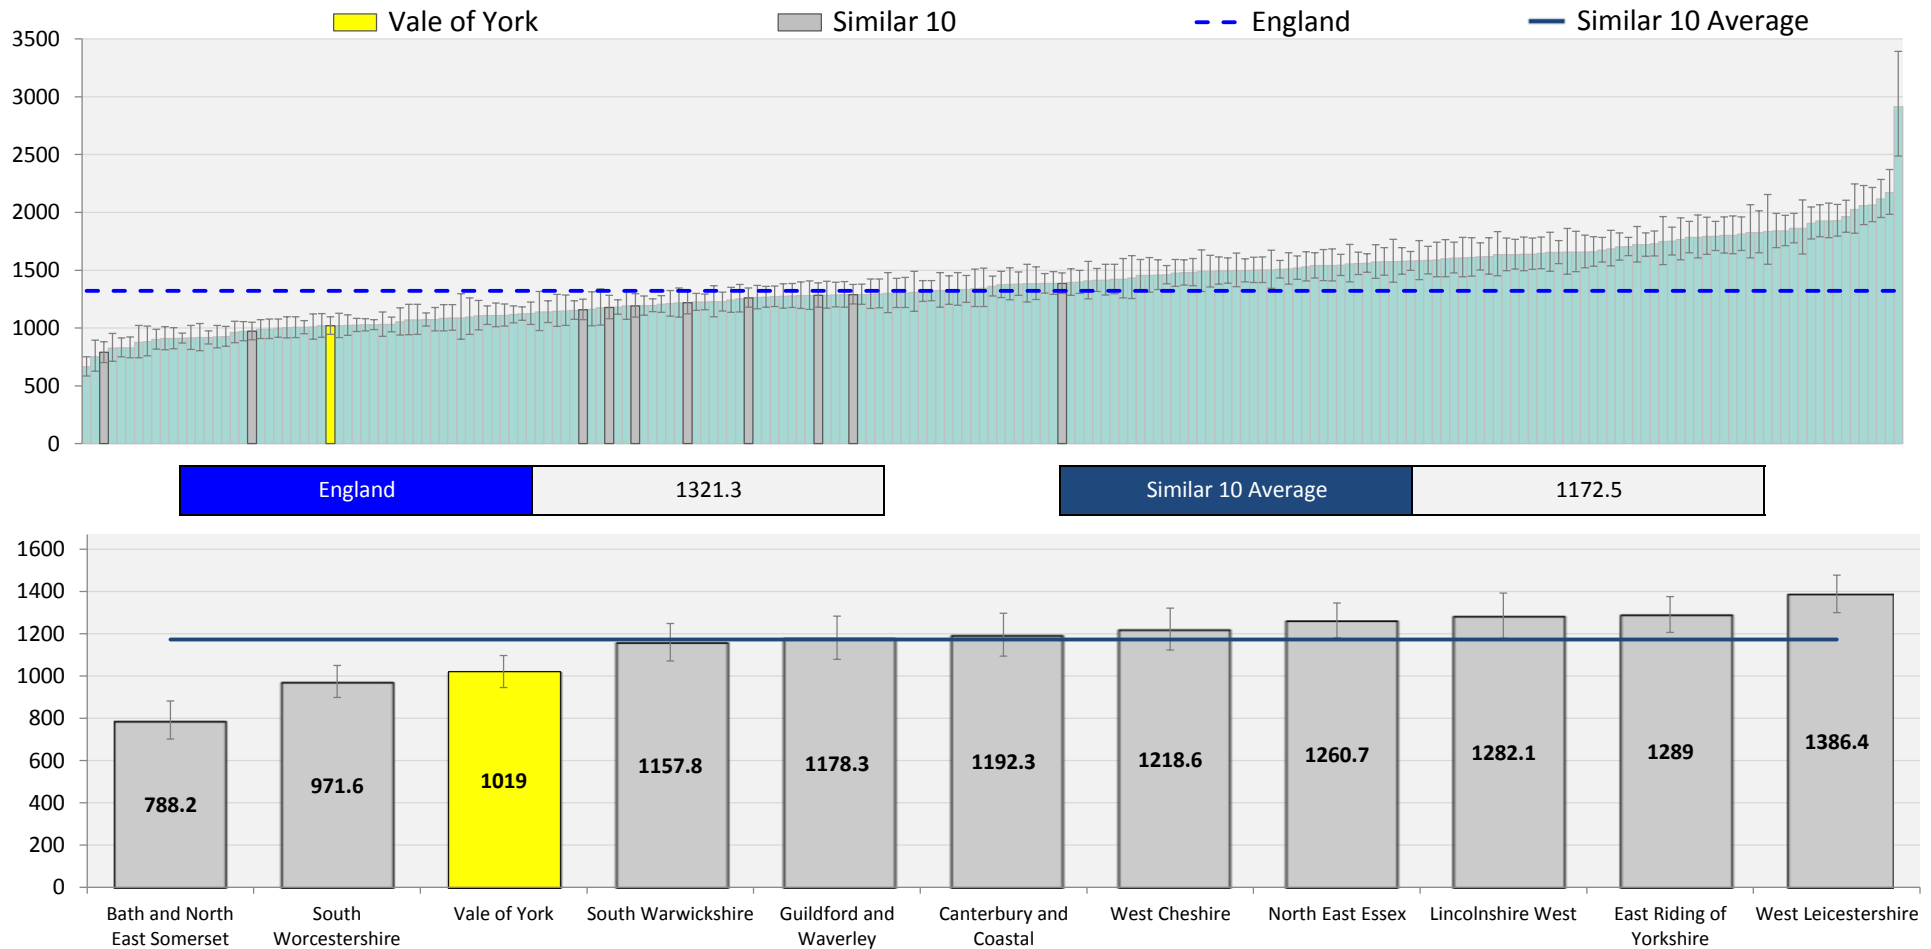 Vale of York
Similar 10
England
Similar 10 Average
3500
3000
2500
2000
1500
1000
500
0
England 1321.3
Similar 10 Average 1172.5
1600
1400
1200
1000
800
600
400
200
0
788.2
971.6
1019
1157.8
1178.3
1192.3
1218.6
1260.7
1282.1
1289
1386.4
Bath and North
East Somerset
South
Worcestershire
Vale of York
South Warwickshire
Guildford and
Waverley
Canterbury and
Coastal
West Cheshire
North East Essex
Lincolnshire West
East Riding of
Yorkshire
West Leicestershire